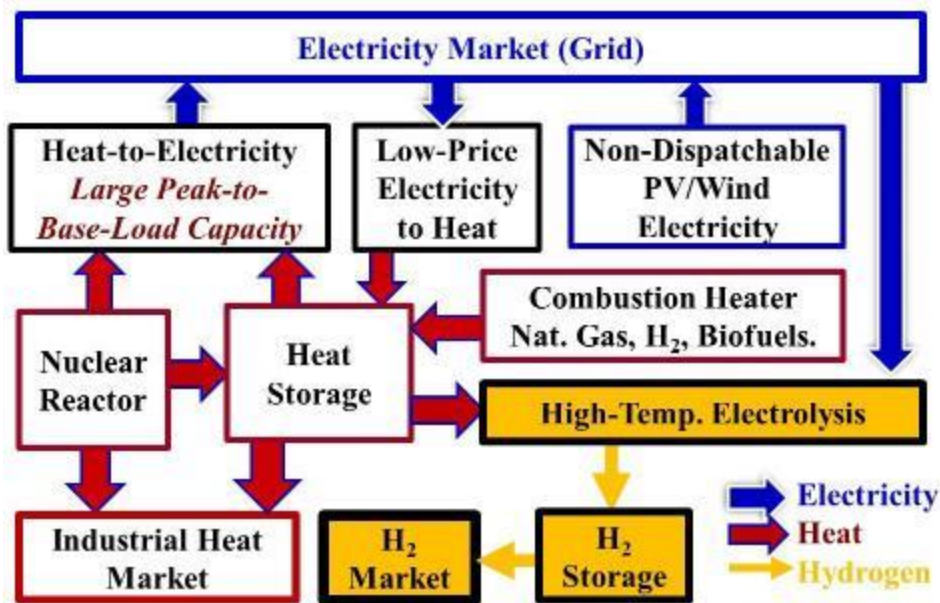 Electricity Market (Grid)
Heat-to-Electricity
Large Peak-to-
Base-Load Capacity
Low-Price
Electricity
to Heat
Non-Dispatchable
PV/Wind
Electricity
Combustion Heater
Nat. Gas, H₂, Biofuels.
Nuclear
Reactor
Heat
Storage
High-Temp. Electrolysis
Industrial Heat
Market
H₂
Market
H₂
Storage
Electricity
Heat
Hydrogen